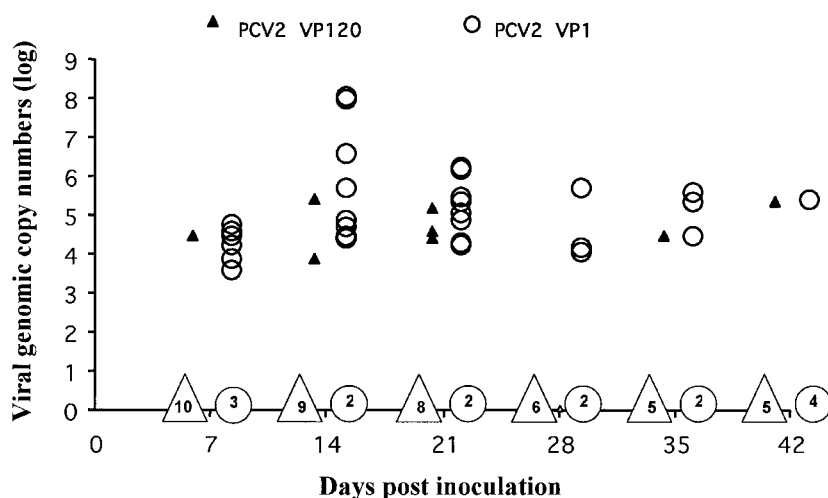 PCV2 VP120 PCV2 VP1
Viral genomic copy numbers (log)
9
8
7
6
5
4
3
2
1
0
10 3 9 2 8 2 6 2 5 2 5 4
0 7 14 21 28 35 42
Days post inoculation